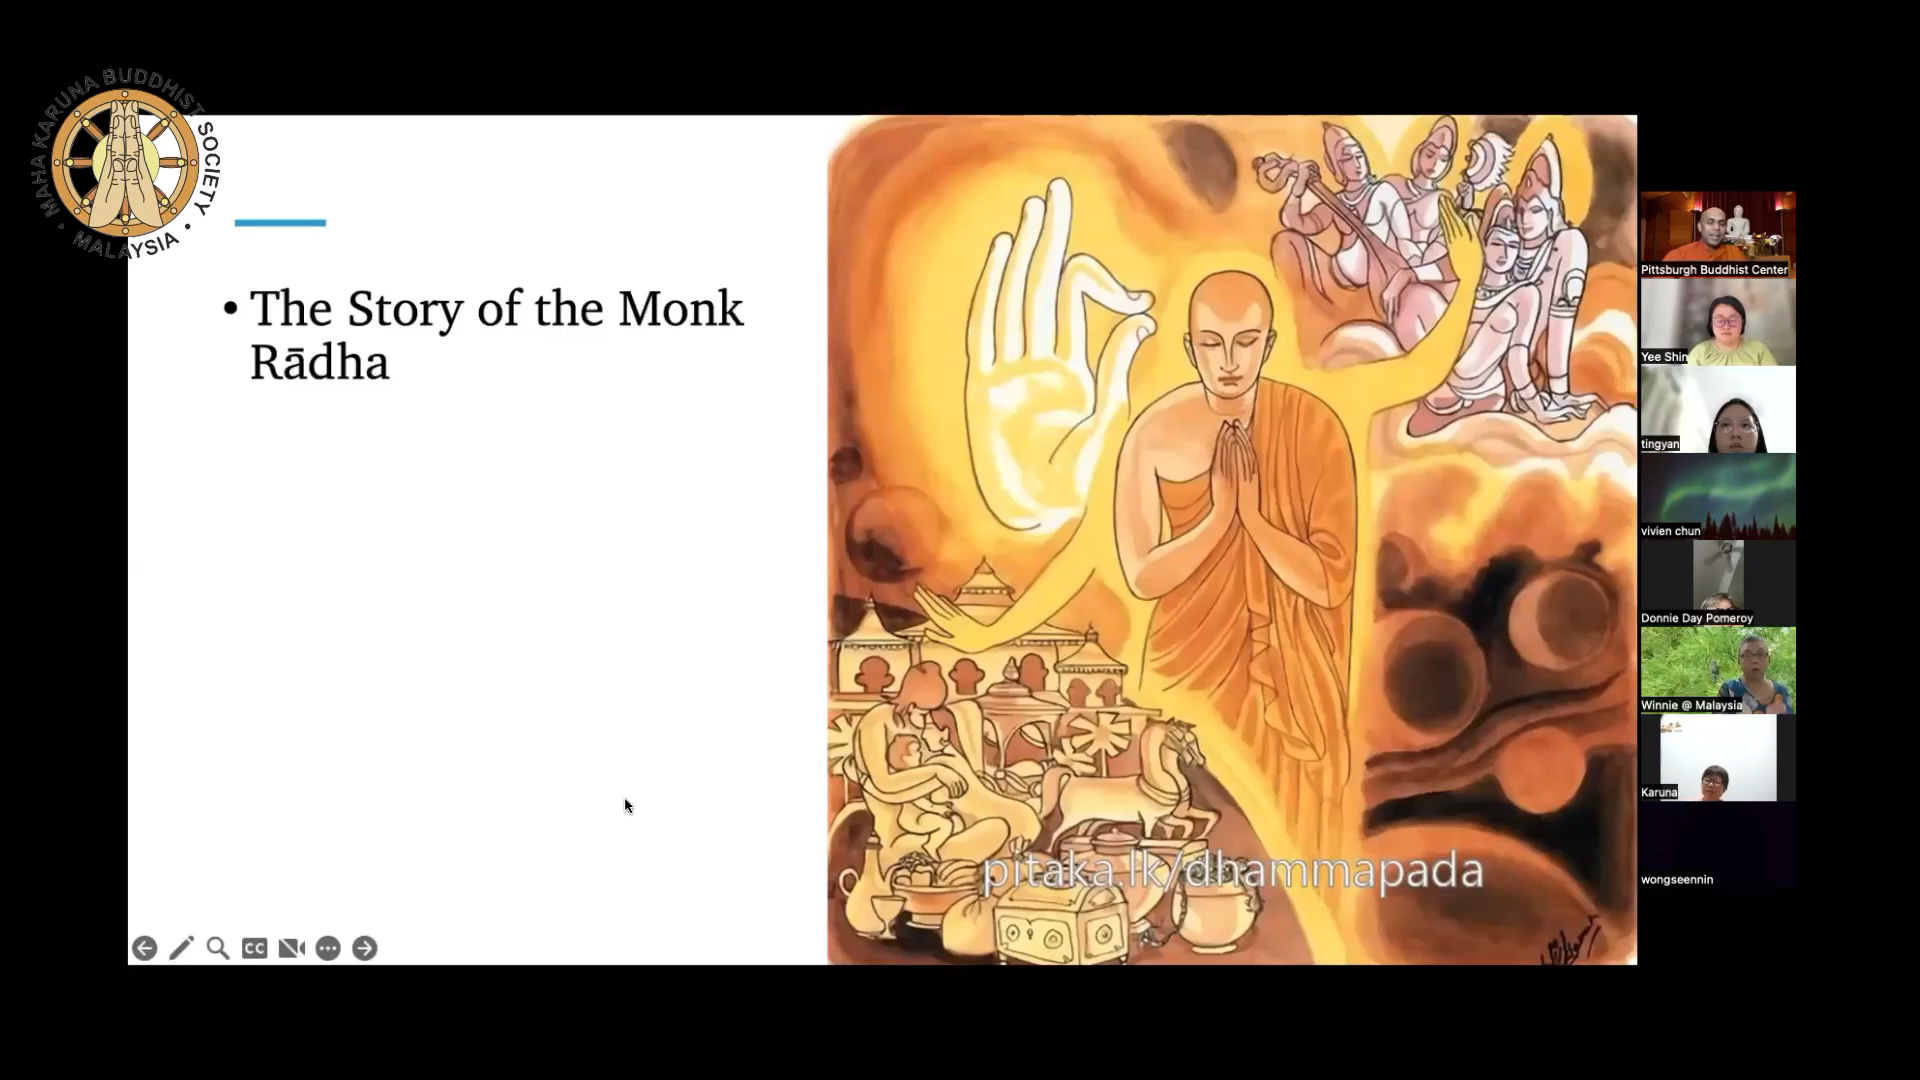 MAHA KARUNA BUDDHIST SOCIETY
• MALAYSIA •
• The Story of the Monk
Rādha
pitaka.lk/dhammapada
CC
Pittsburgh Buddhist Center
Yee Shin
tingyan
vivien chun
Donnie Day Pomeroy
Winnie @ Malaysia
Karuna
wongseennin